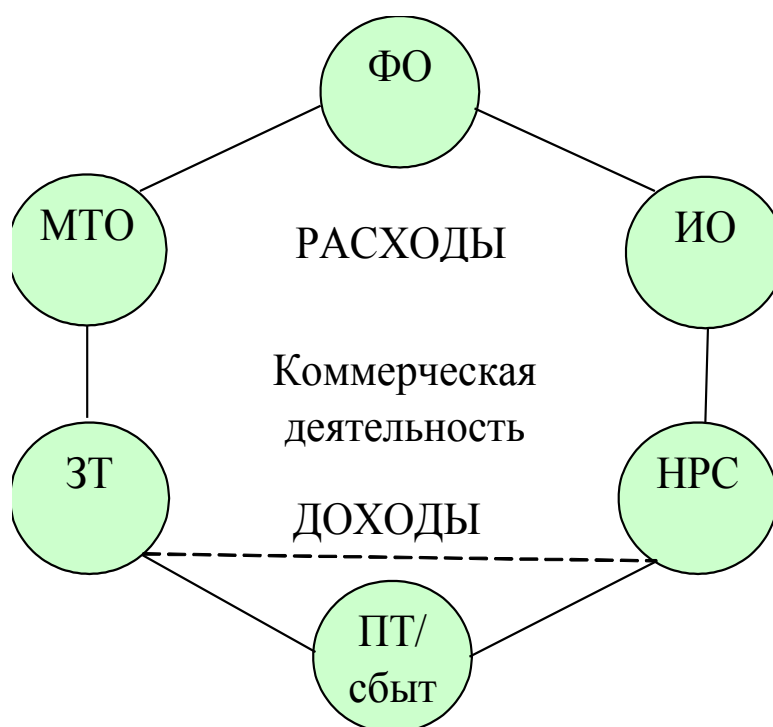 ФО
МТО
ИО
РАСХОДЫ
Коммерческая
деятельность
ЗТ
НРС
ДОХОДЫ
ПТ/
сбыт